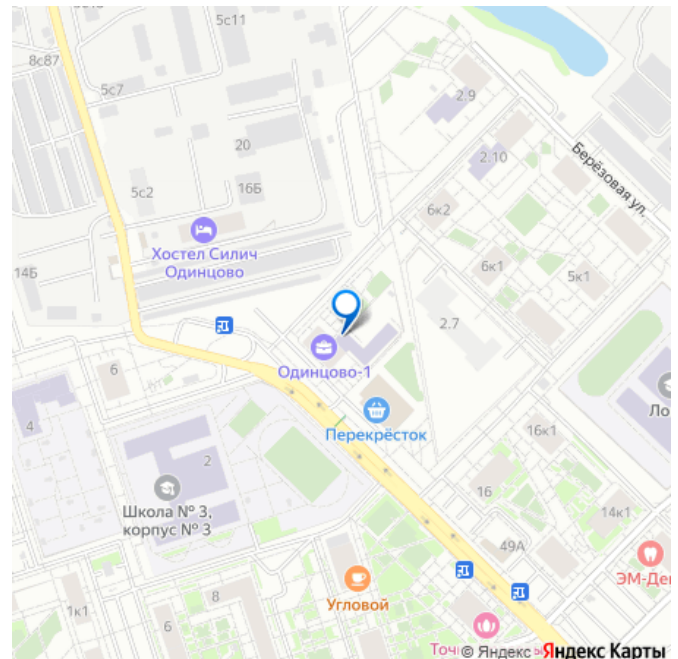 5с11
8с87
5с7
2.9
20
2.10
Берёзовая ул.
5с2
16Б
6к2
Хостел Силич
Одинцово
6к1
5к1
14Б
2.7
Одинцово-1
6
4
Перекрёсток
Ло
16к1
2
16
Школа № 3,
корпус № 3
14к1
49А
ЭМ-Де
8
Угловой
1к1
6
Точ
© Яндекс Яндекс Карты